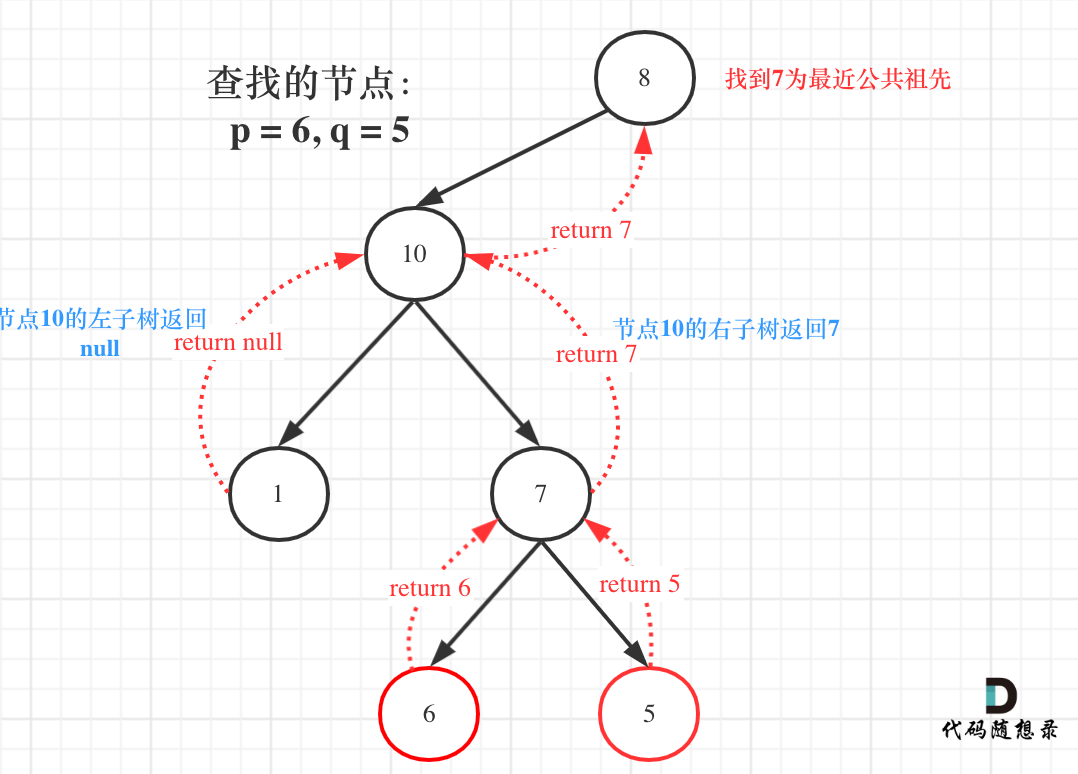 8
查找的节点：
p = 6, q = 5
找到7为最近公共祖先
return 7
10
节点10的左子树返回
null
return null
节点10的右子树返回7
return 7
1
7
return 6
return 5
6
5
代码随想录